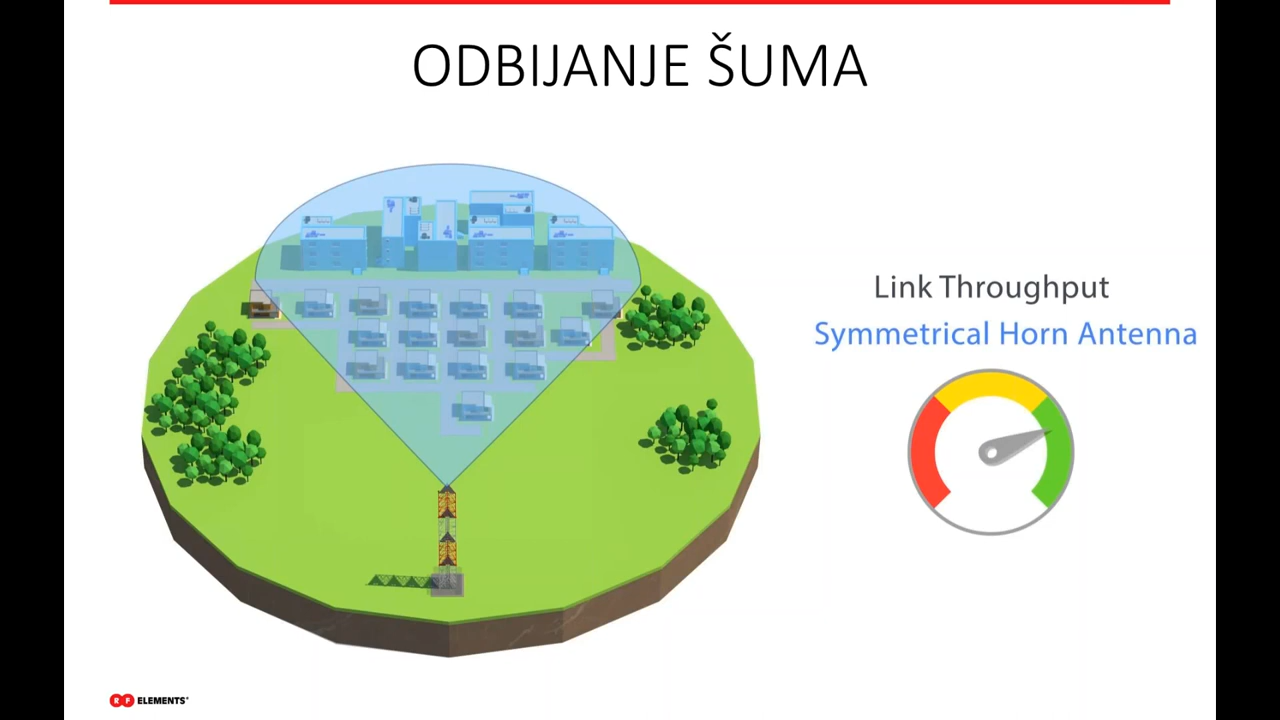 ODBIJANJE ŠUMA
Link Throughput
Symmetrical Horn Antenna
RF ELEMENTS